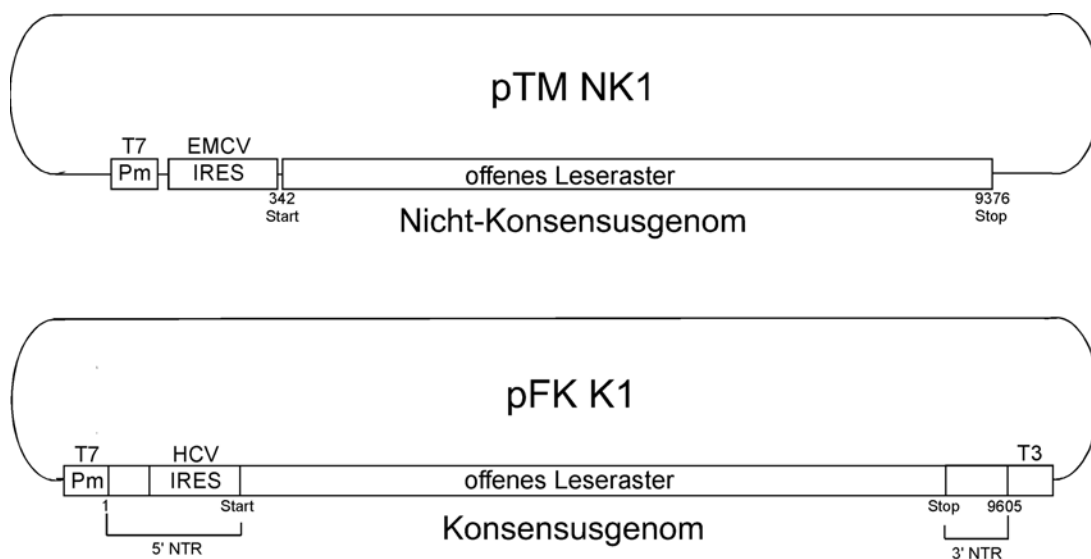 pTM NK1
T7 EMCV
Pm IRES offenes Leseraster
342 9376
Start Stop
Nicht-Konsensusgenom
pFK K1
T7 HCV T3
Pm IRES offenes Leseraster
1 Start Stop 9605
Konsensusgenom
5' NTR 3' NTR